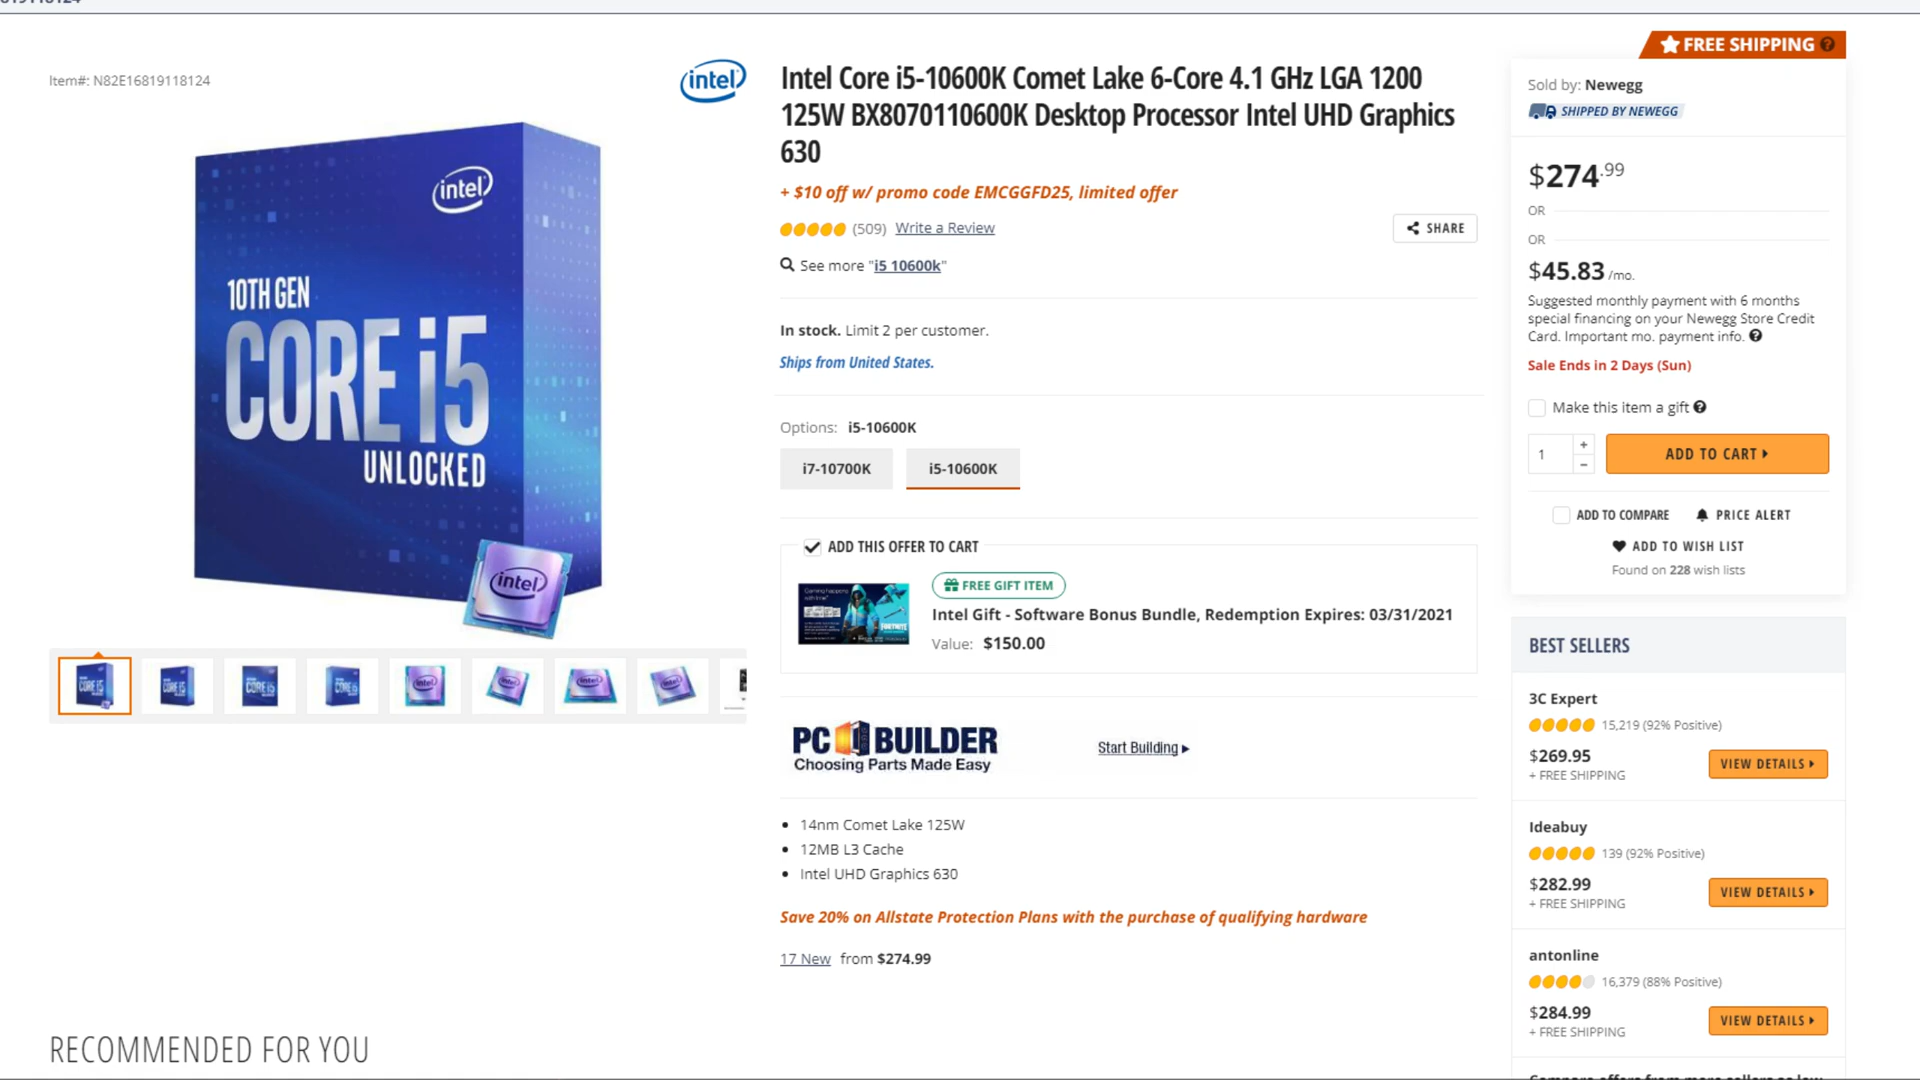 Item#: N82E16819118124
intel
intel
10TH GEN
CORE i5
UNLOCKED
intel
Intel Core i5-10600K Comet Lake 6-Core 4.1 GHz LGA 1200
125W BX8070110600K Desktop Processor Intel UHD Graphics
630
+ $10 off w/ promo code EMCGGFD25, limited offer
(509) Write a Review
SHARE
See more "i5 10600k"
In stock. Limit 2 per customer.
Ships from United States.
Options: i5-10600K
i7-10700K i5-10600K
ADD THIS OFFER TO CART
FREE GIFT ITEM
Intel Gift - Software Bonus Bundle, Redemption Expires: 03/31/2021
Value: $150.00
PC BUILDER
Choosing Parts Made Easy
Start Building
14nm Comet Lake 125W
12MB L3 Cache
Intel UHD Graphics 630
Save 20% on Allstate Protection Plans with the purchase of qualifying hardware
17 New from $274.99
FREE SHIPPING ?
Sold by: Newegg
SHIPPED BY NEWEGG
$274.99
OR
OR
$45.83 /mo.
Suggested monthly payment with 6 months
special financing on your Newegg Store Credit
Card. Important mo. payment info. ?
Sale Ends in 2 Days (Sun)
Make this item a gift ?
1 + −
ADD TO CART
ADD TO COMPARE PRICE ALERT
ADD TO WISH LIST
Found on 228 wish lists
BEST SELLERS
3C Expert
15,219 (92% Positive)
$269.95
+ FREE SHIPPING
VIEW DETAILS
Ideabuy
139 (92% Positive)
$282.99
+ FREE SHIPPING
VIEW DETAILS
antonline
16,379 (88% Positive)
$284.99
+ FREE SHIPPING
VIEW DETAILS
RECOMMENDED FOR YOU